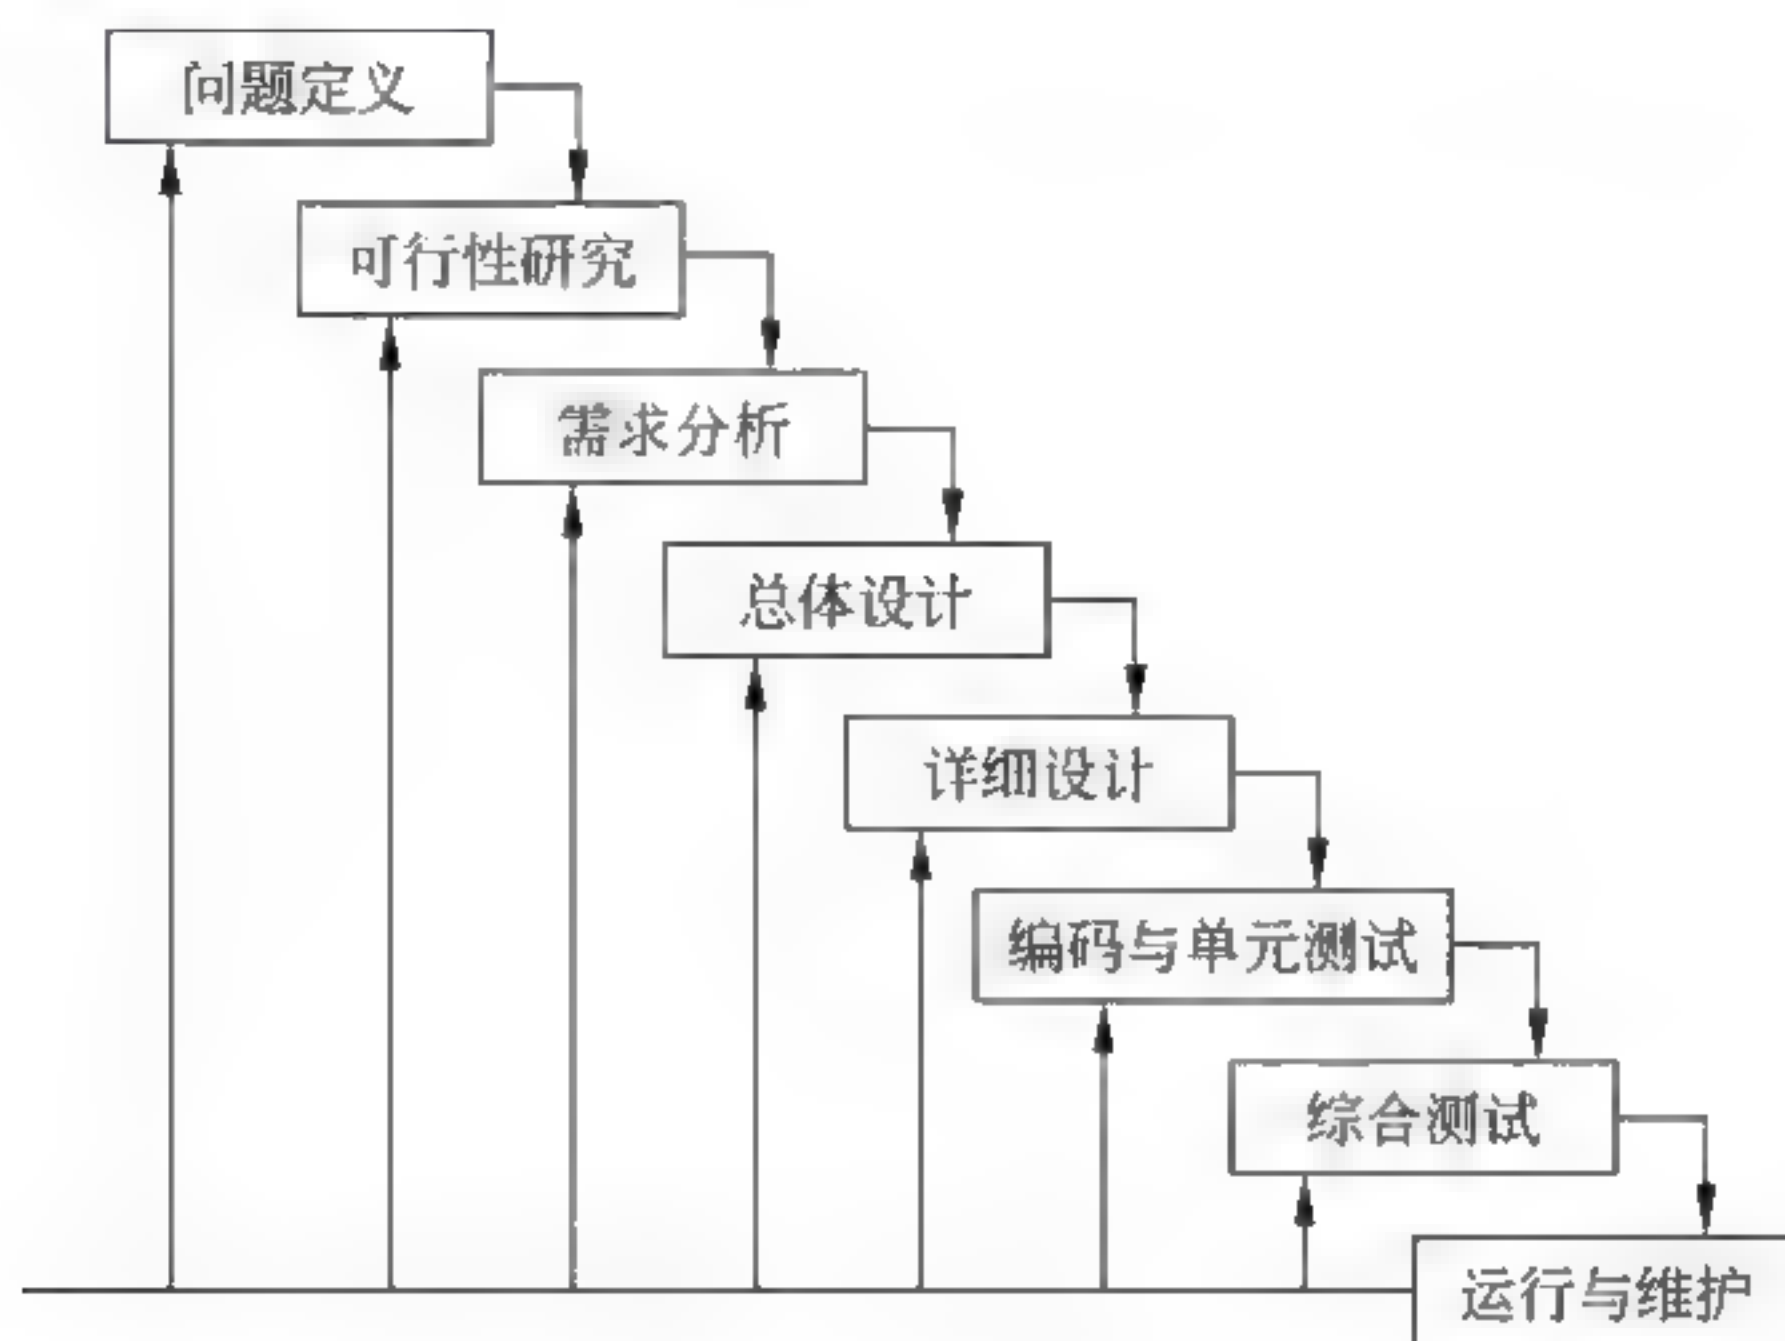 问题定义
可行性研究
需求分析
总体设计
详细设计
编码与单元测试
综合测试
运行与维护